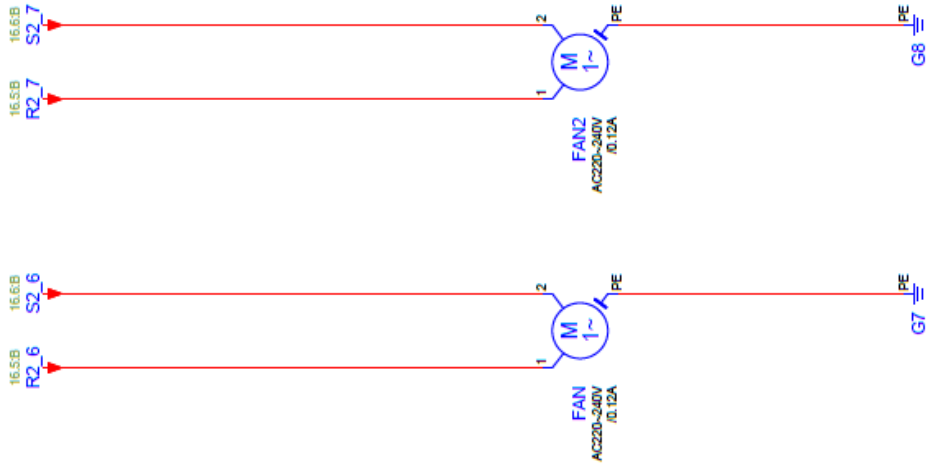 16.5:B
R2_6
16.6:B
S2_6
16.5:B
R2_7
16.6:B
S2_7
1
2
PE
M
1~
FAN
AC220~240V
/0.12A
1
2
PE
M
1~
FAN2
AC220~240V
/0.12A
PE
G7
PE
G8